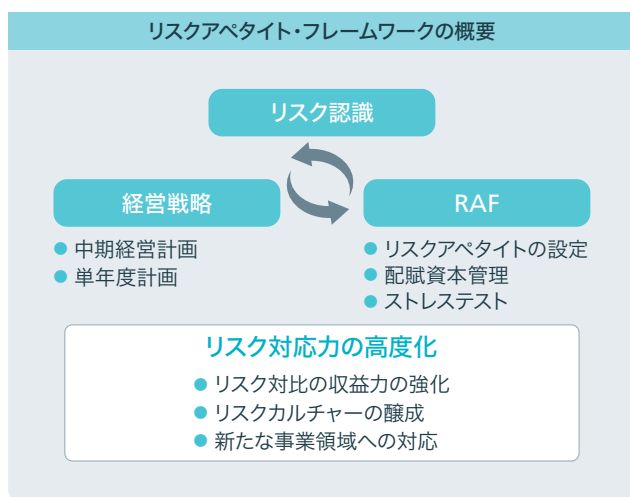 リスクアペタイト・フレームワークの概要
リスク認識
経営戦略
● 中期経営計画
● 単年度計画
RAF
● リスクアペタイトの設定
● 配賦資本管理
● ストレステスト
リスク対応力の高度化
● リスク対比の収益力の強化
● リスクカルチャーの醸成
● 新たな事業領域への対応